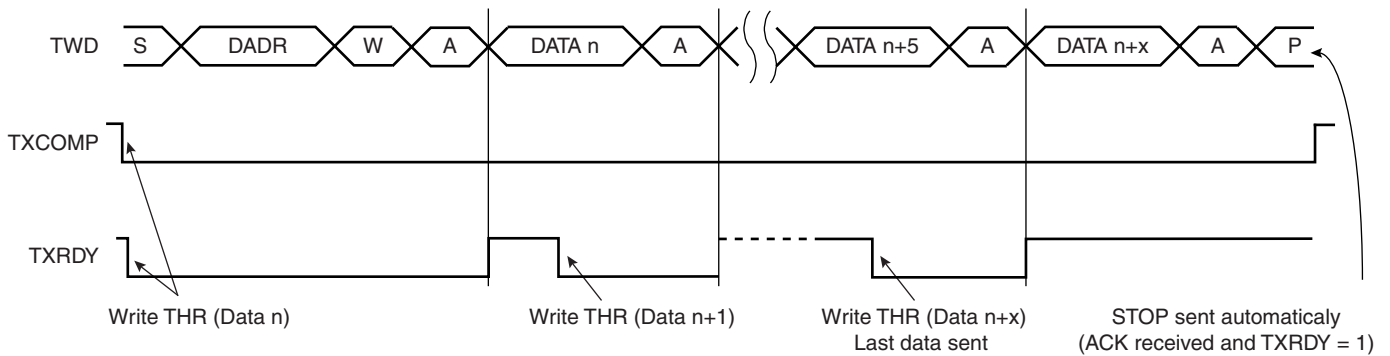 TWD S DADR W A DATA n A DATA n+5 A DATA n+x A P
TXCOMP
TXRDY
Write THR (Data n)
Write THR (Data n+1)
Write THR (Data n+x)
Last data sent
STOP sent automaticaly
(ACK received and TXRDY = 1)